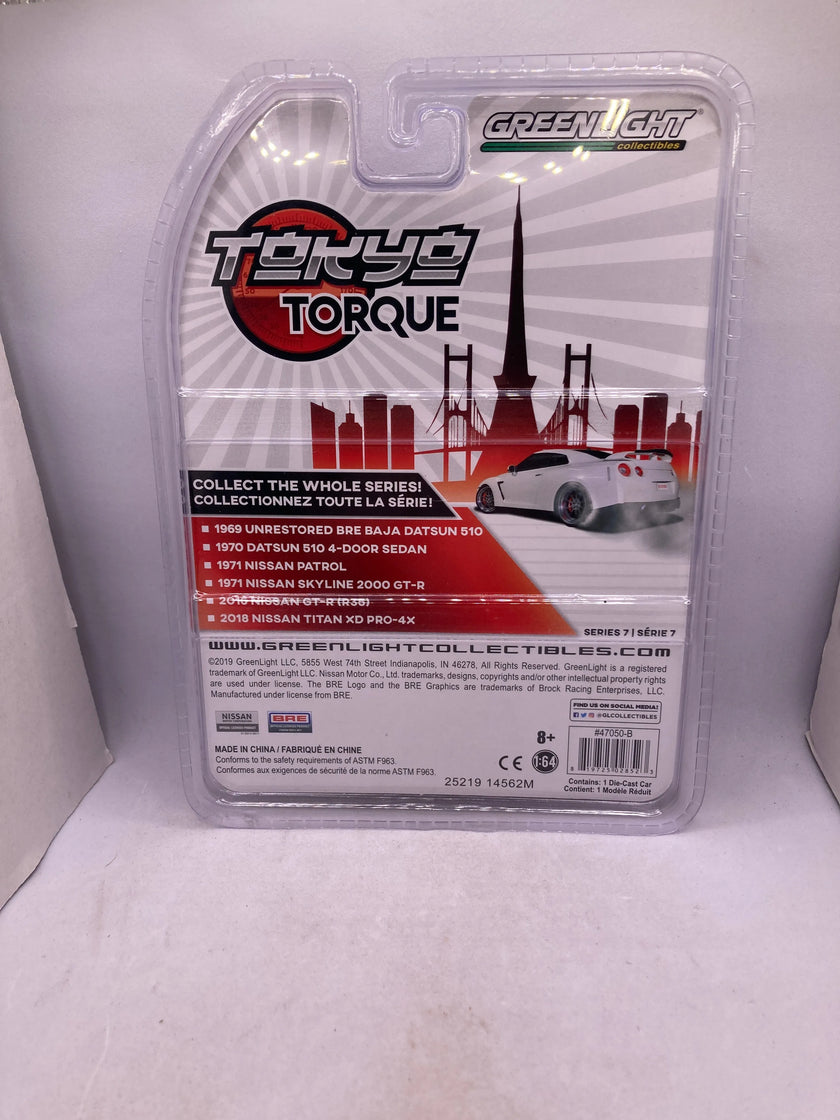 GREENLIGHT®
collectibles
TOKYO
TORQUE
COLLECT THE WHOLE SERIES!
COLLECTIONNEZ TOUTE LA SÉRIE!
1969 UNRESTORED BRE BAJA DATSUN 510
1970 DATSUN 510 4-DOOR SEDAN
1971 NISSAN PATROL
1971 NISSAN SKYLINE 2000 GT-R
2016 NISSAN GT-R (R35)
2018 NISSAN TITAN XD PRO-4X
SERIES 7 | SÉRIE 7
WWW.GREENLIGHTCOLLECTIBLES.COM
©2019 GreenLight LLC, 5855 West 74th Street Indianapolis, IN 46278, All Rights Reserved. GreenLight is a registered
trademark of GreenLight LLC. Nissan Motor Co., Ltd. trademarks, designs, copyrights and/or other intellectual property rights
are used under license. The BRE Logo and the BRE Graphics are trademarks of Brock Racing Enterprises, LLC.
Manufactured under license from BRE.
FIND US ON SOCIAL MEDIA!
@GLCOLLECTIBLES
NISSAN
BRE
#47050-B
8+
MADE IN CHINA / FABRIQUÉ EN CHINE
Conforms to the safety requirements of ASTM F963.
Conformes aux exigences de sécurité de la norme ASTM F963.
CE
1:64
8 19725 02852 3
25219 14562M
Contains: 1 Die-Cast Car
Contient: 1 Modèle Réduit